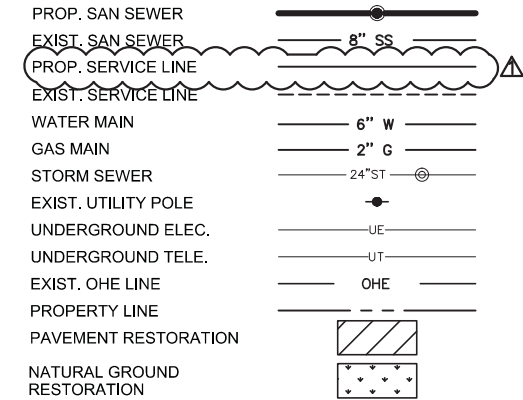 PROP. SAN SEWER
EXIST. SAN SEWER 8" SS
PROP. SERVICE LINE 1
EXIST. SERVICE LINE
WATER MAIN 6" W
GAS MAIN 2" G
STORM SEWER 24"ST
EXIST. UTILITY POLE
UNDERGROUND ELEC. UE
UNDERGROUND TELE. UT
EXIST. OHE LINE OHE
PROPERTY LINE
PAVEMENT RESTORATION
NATURAL GROUND
RESTORATION